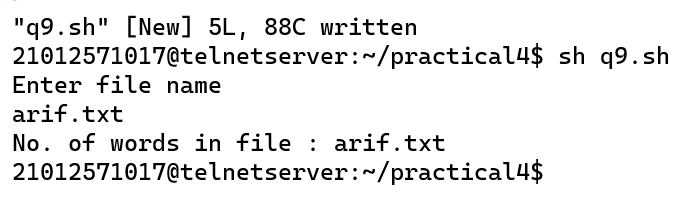 "q9.sh" [New] 5L, 88C written
21012571017@telnetserver:~/practical4$ sh q9.sh
Enter file name
arif.txt
No. of words in file : arif.txt
21012571017@telnetserver:~/practical4$